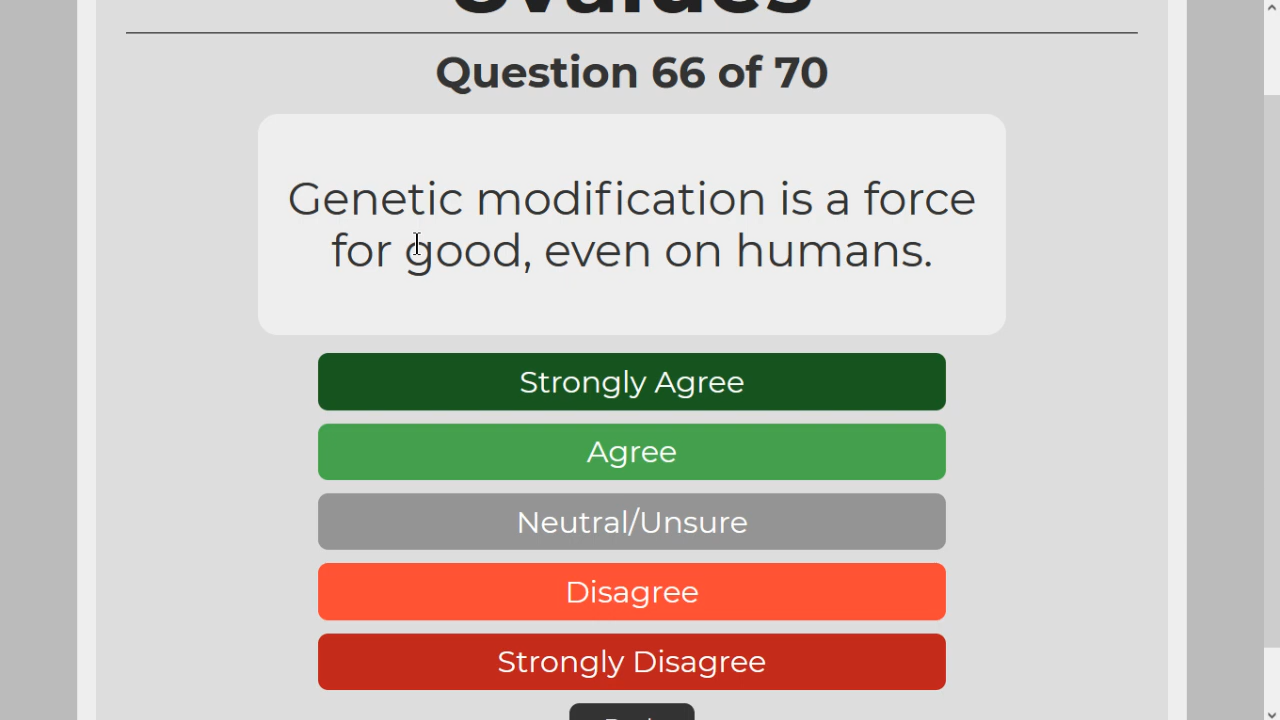 Question 66 of 70
Genetic modification is a force
for good, even on humans.
Strongly Agree
Agree
Neutral/Unsure
Disagree
Strongly Disagree